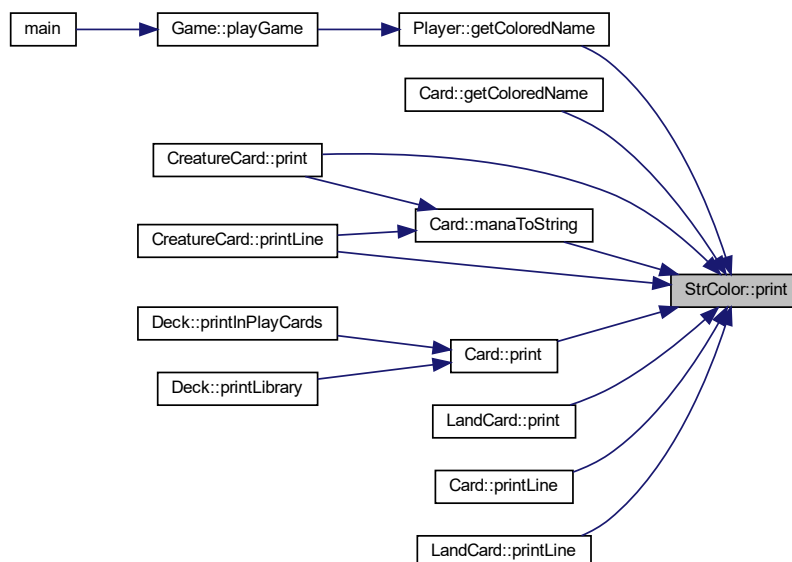 main
Game::playGame
Player::getColoredName
Card::getColoredName
CreatureCard::print
Card::manaToString
CreatureCard::printLine
StrColor::print
Deck::printInPlayCards
Card::print
Deck::printLibrary
LandCard::print
Card::printLine
LandCard::printLine